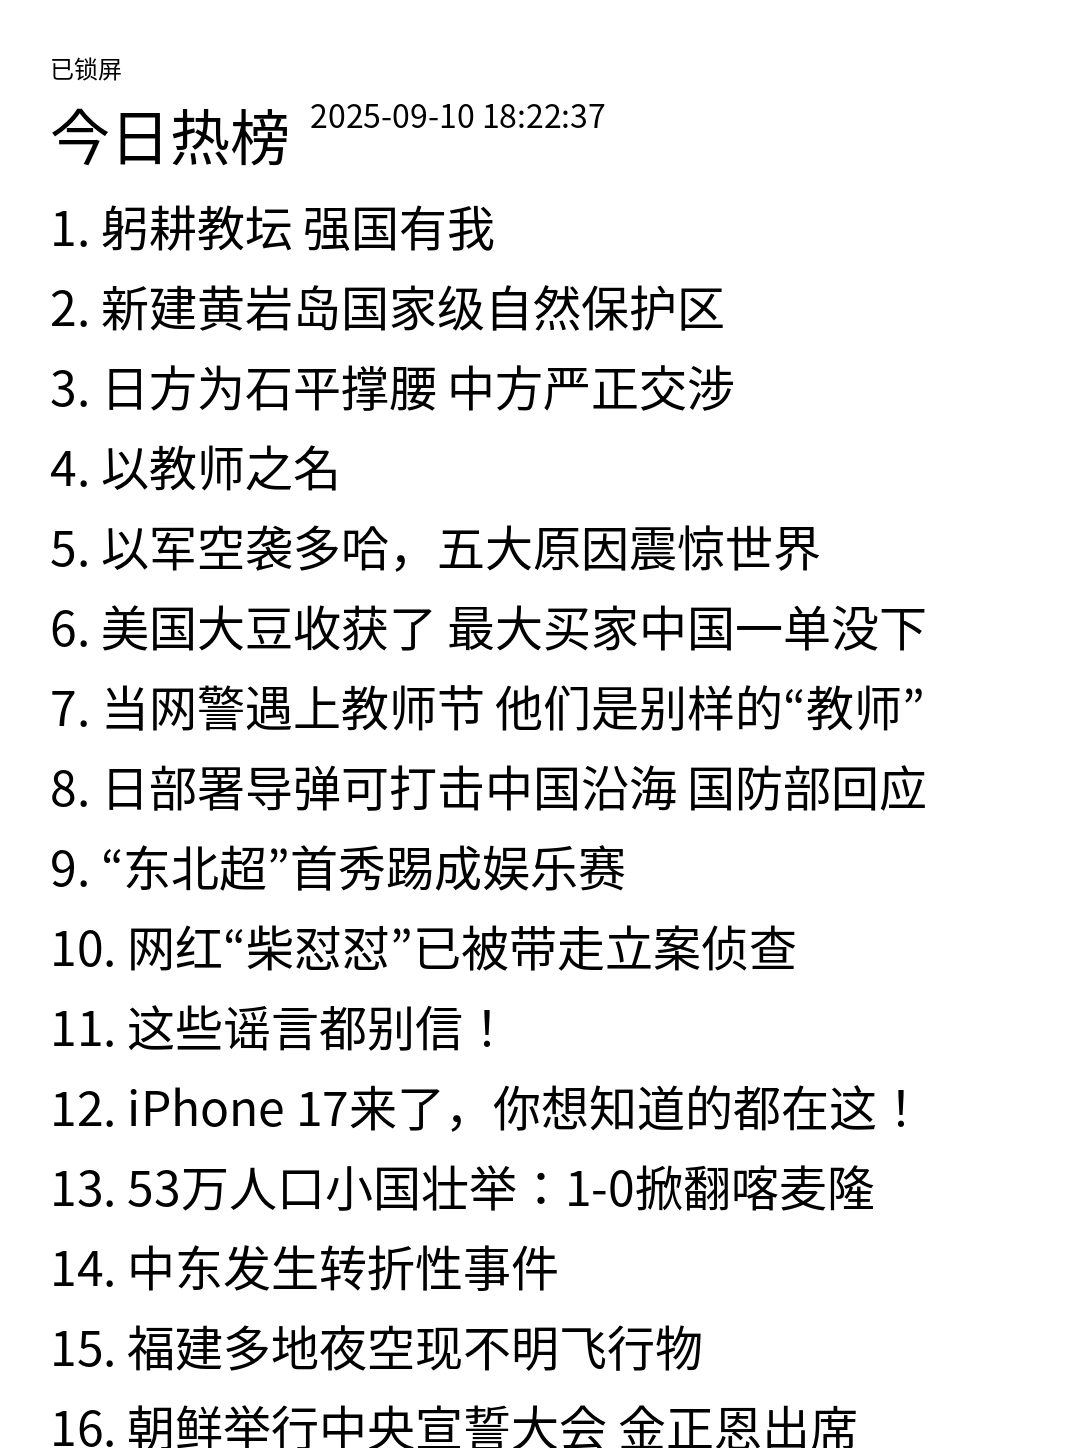 已锁屏
今日热榜 2025-09-10 18:22:37
1. 躬耕教坛 强国有我
2. 新建黄岩岛国家级自然保护区
3. 日方为石平撑腰 中方严正交涉
4. 以教师之名
5. 以军空袭多哈，五大原因震惊世界
6. 美国大豆收获了 最大买家中国一单没下
7. 当网警遇上教师节 他们是别样的“教师”
8. 日部署导弹可打击中国沿海 国防部回应
9. “东北超”首秀踢成娱乐赛
10. 网红“柴怼怼”已被带走立案侦查
11. 这些谣言都别信！
12. iPhone 17来了，你想知道的都在这！
13. 53万人口小国壮举：1-0掀翻喀麦隆
14. 中东发生转折性事件
15. 福建多地夜空现不明飞行物
16. 朝鲜举行中央宣誓大会 金正恩出席